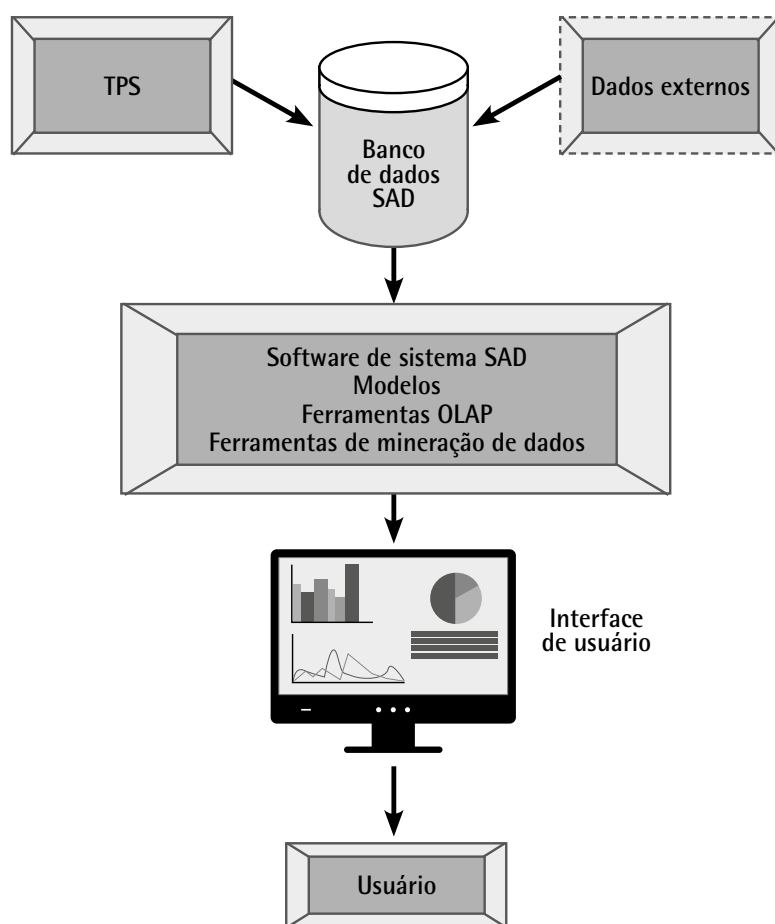 TPS
Dados externos
Banco
de dados
SAD
Software de sistema SAD
Modelos
Ferramentas OLAP
Ferramentas de mineração de dados
Interface
de usuário
Usuário